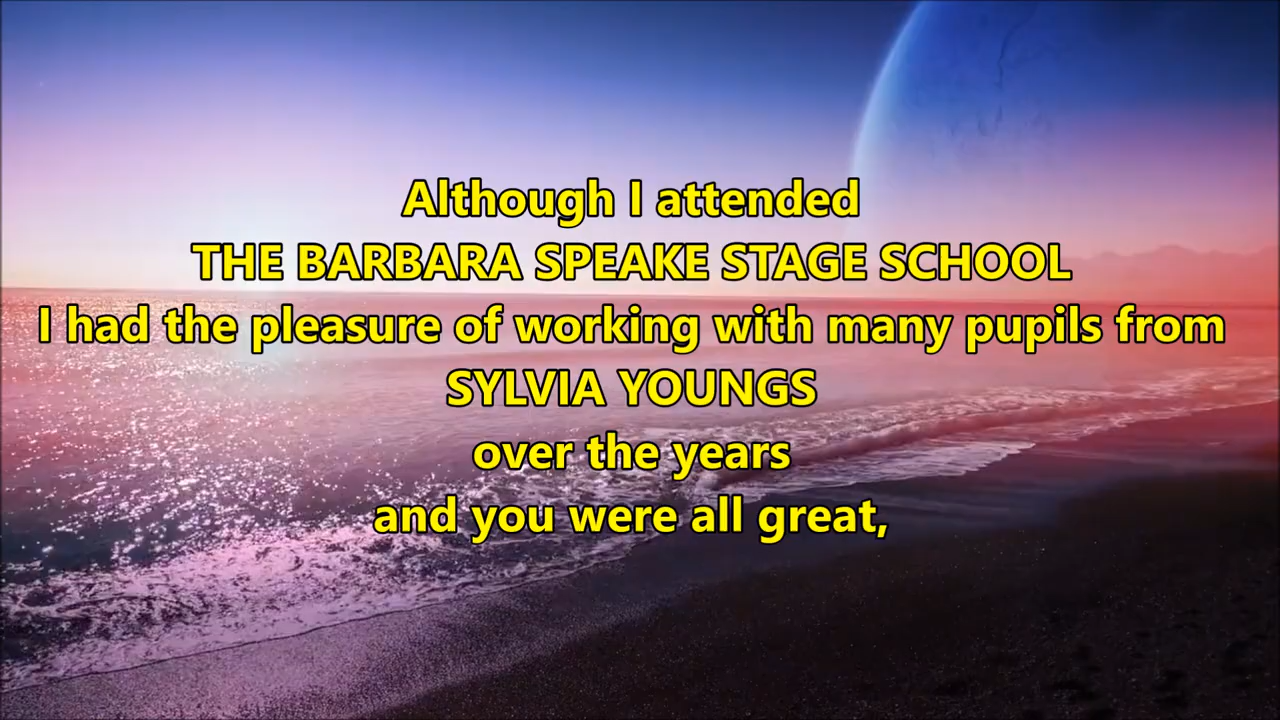 Although I attended
THE BARBARA SPEAKE STAGE SCHOOL
I had the pleasure of working with many pupils from
SYLVIA YOUNGS
over the years
and you were all great,